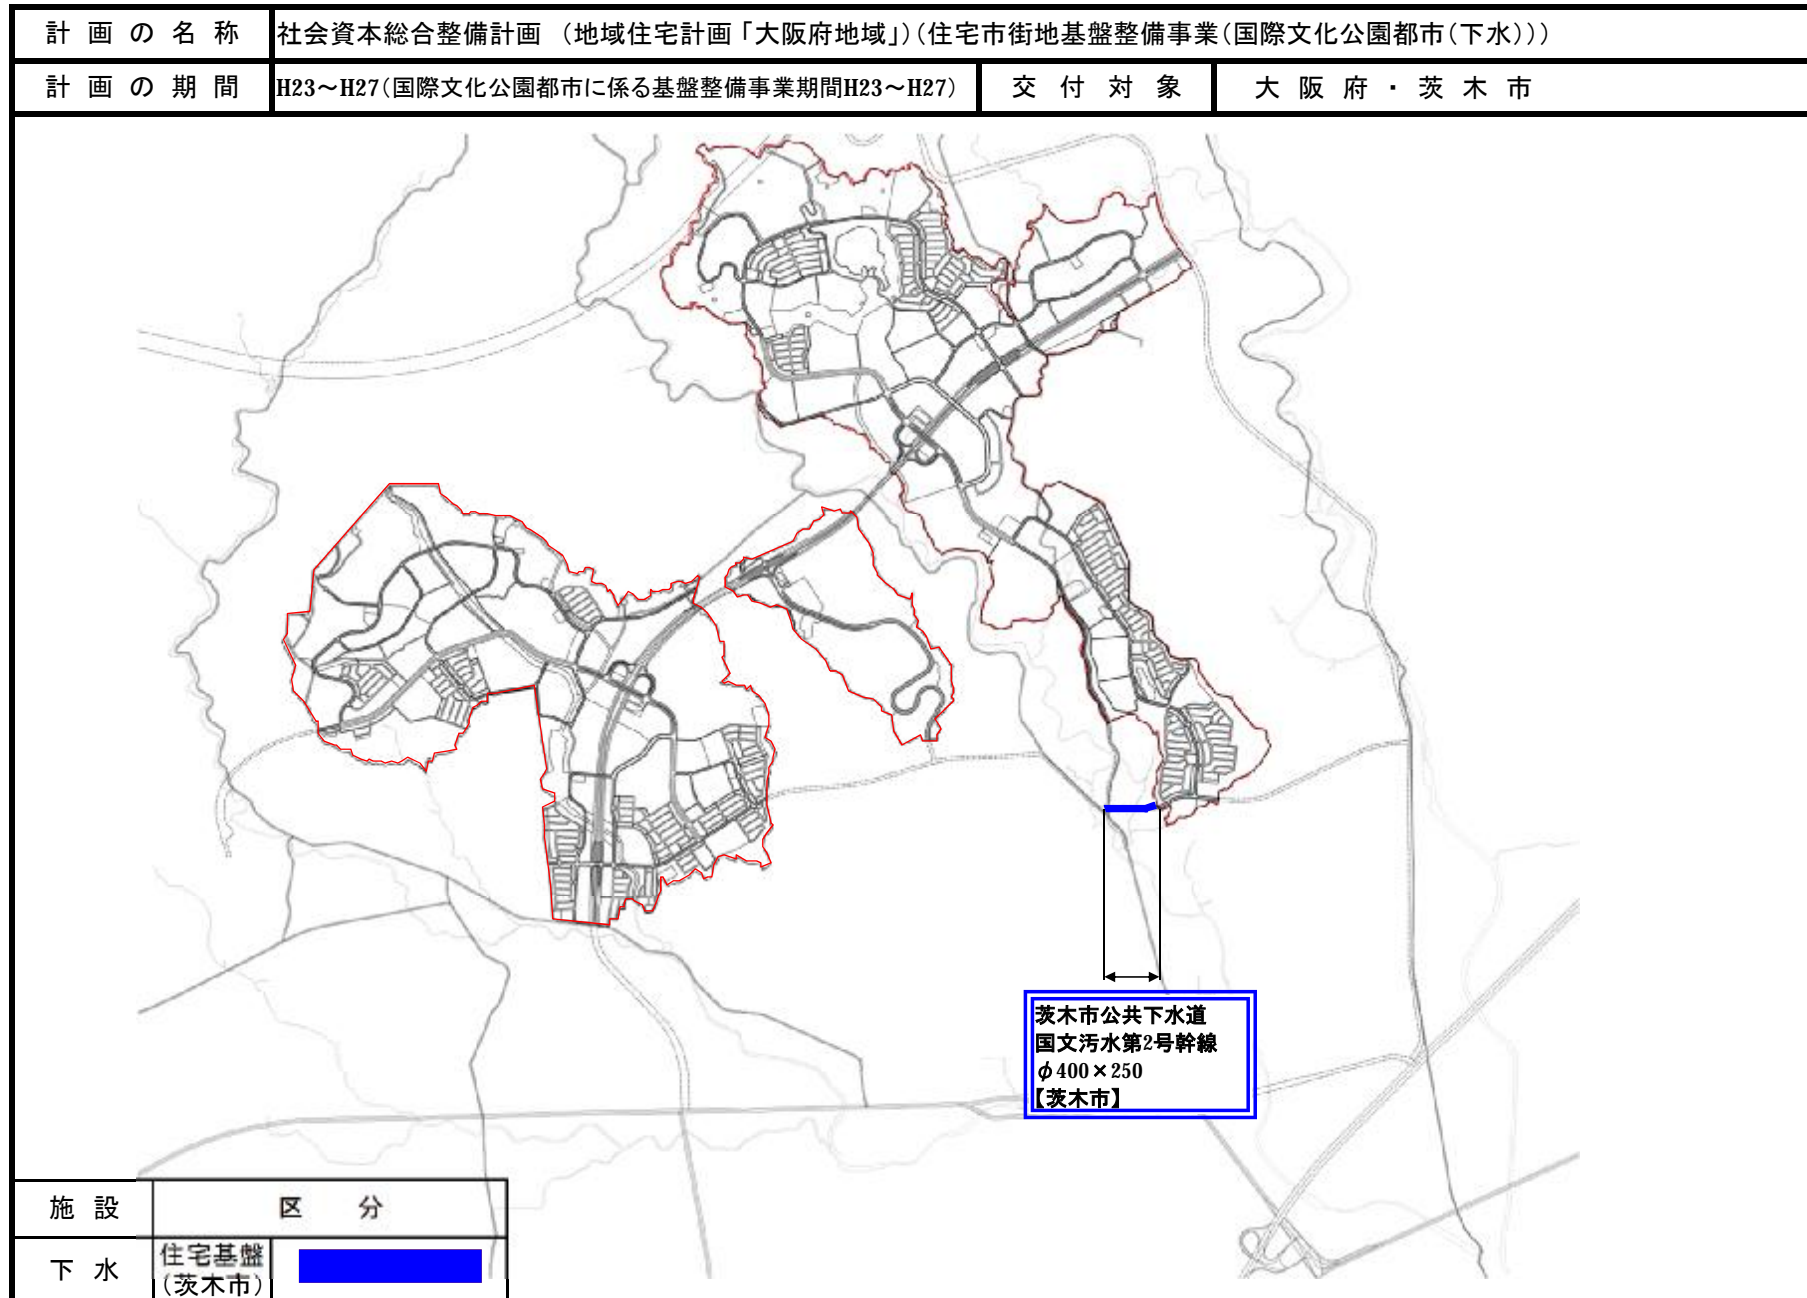 計画の名称 社会資本総合整備計画 (地域住宅計画「大阪府地域」)(住宅市街地基盤整備事業(国際文化公園都市(下水)))
計画の期間 H23~H27(国際文化公園都市に係る基盤整備事業期間H23~H27) 交付対象 大阪府・茨木市
茨木市公共下水道
国文汚水第2号幹線
φ400×250
【茨木市】
施設 区分
下水 住宅基盤
(茨木市)